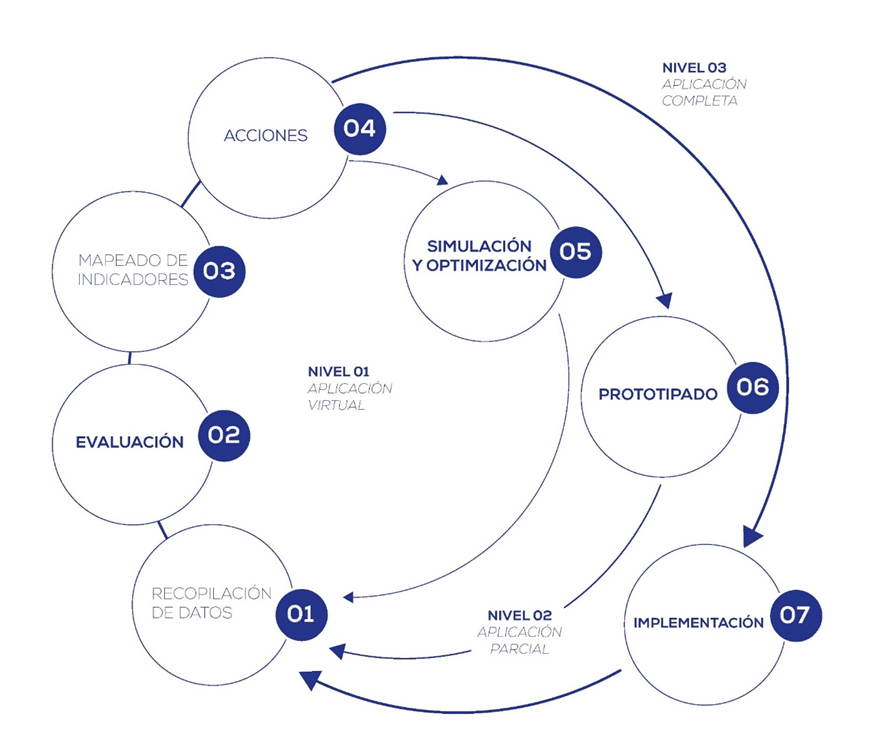 NIVEL 03
APLICACIÓN
COMPLETA
ACCIONES
04
SIMULACIÓN
Y OPTIMIZACIÓN
05
MAPEADO DE
INDICADORES
03
NIVEL 01
APLICACIÓN
VIRTUAL
PROTOTIPADO
06
EVALUACIÓN
02
RECOPILACIÓN
DE DATOS
01
NIVEL 02
APLICACIÓN
PARCIAL
IMPLEMENTACIÓN
07